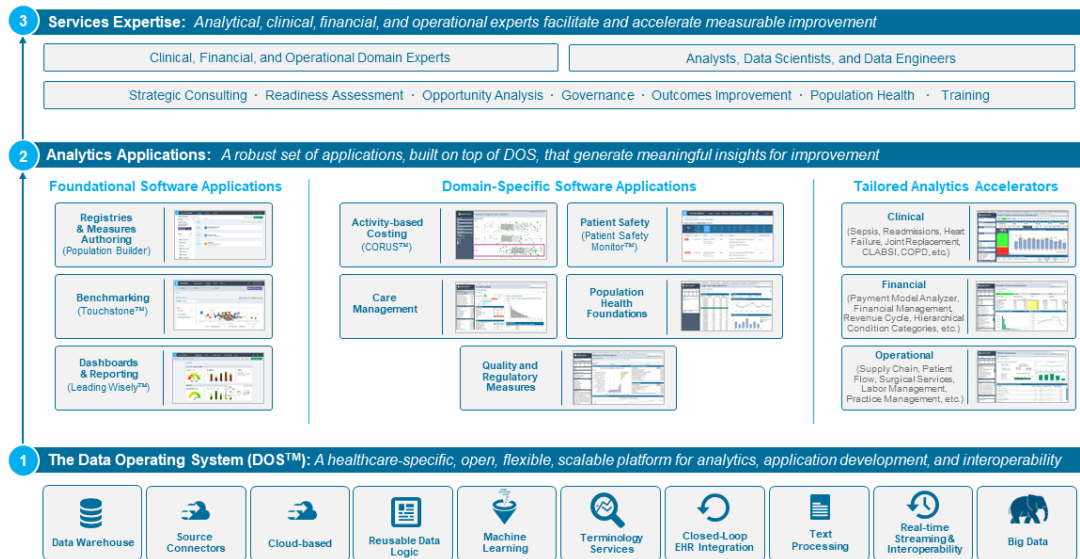 3
Services Expertise: Analytical, clinical, financial, and operational experts facilitate and accelerate measurable improvement
Clinical, Financial, and Operational Domain Experts
Analysts, Data Scientists, and Data Engineers
Strategic Consulting · Readiness Assessment · Opportunity Analysis · Governance · Outcomes Improvement · Population Health · Training
2
Analytics Applications: A robust set of applications, built on top of DOS, that generate meaningful insights for improvement
Foundational Software Applications
Registries
& Measures
Authoring
(Population Builder)
Benchmarking
(Touchstone™)
Dashboards
& Reporting
(Leading Wisely™)
Domain-Specific Software Applications
Activity-based
Costing
(CORUS™)
Patient Safety
(Patient Safety
Monitor™)
Care
Management
Population
Health
Foundations
Quality and
Regulatory
Measures
Tailored Analytics Accelerators
Clinical
(Sepsis, Readmissions, Heart
Failure, Joint Replacement,
CLABSI, COPD, etc.)
Financial
(Payment Model Analyzer,
Financial Management,
Revenue Cycle, Hierarchical
Condition Categories, etc.)
Operational
(Supply Chain, Patient
Flow, Surgical Services,
Labor Management,
Practice Management, etc.)
1
The Data Operating System (DOS™): A healthcare-specific, open, flexible, scalable platform for analytics, application development, and interoperability
Data Warehouse
Source
Connectors
Cloud-based
Reusable Data
Logic
Machine
Learning
Terminology
Services
Closed-Loop
EHR Integration
Text
Processing
Real-time
Streaming &
Interoperability
Big Data